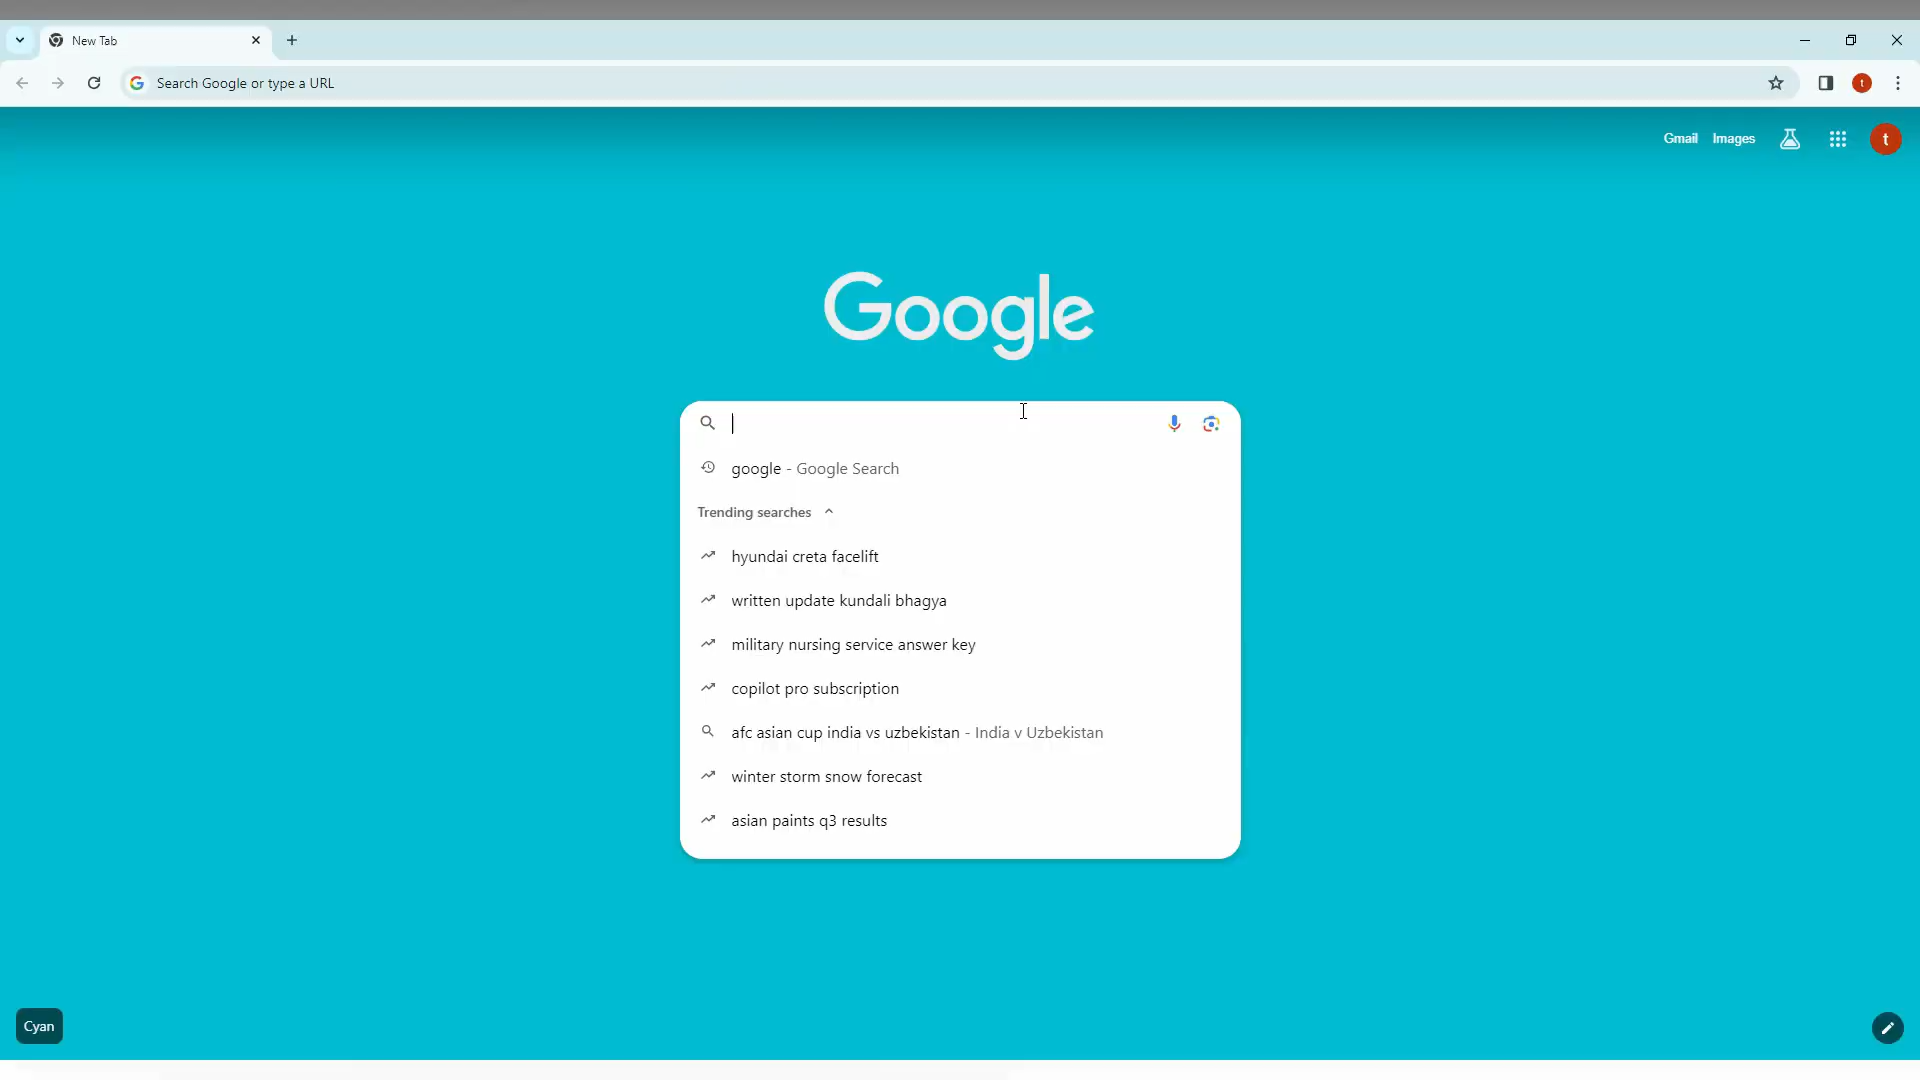 New Tab
Search Google or type a URL
Gmail Images t
Google
google - Google Search
Trending searches
hyundai creta facelift
written update kundali bhagya
military nursing service answer key
copilot pro subscription
afc asian cup india vs uzbekistan - India v Uzbekistan
winter storm snow forecast
asian paints q3 results
Cyan